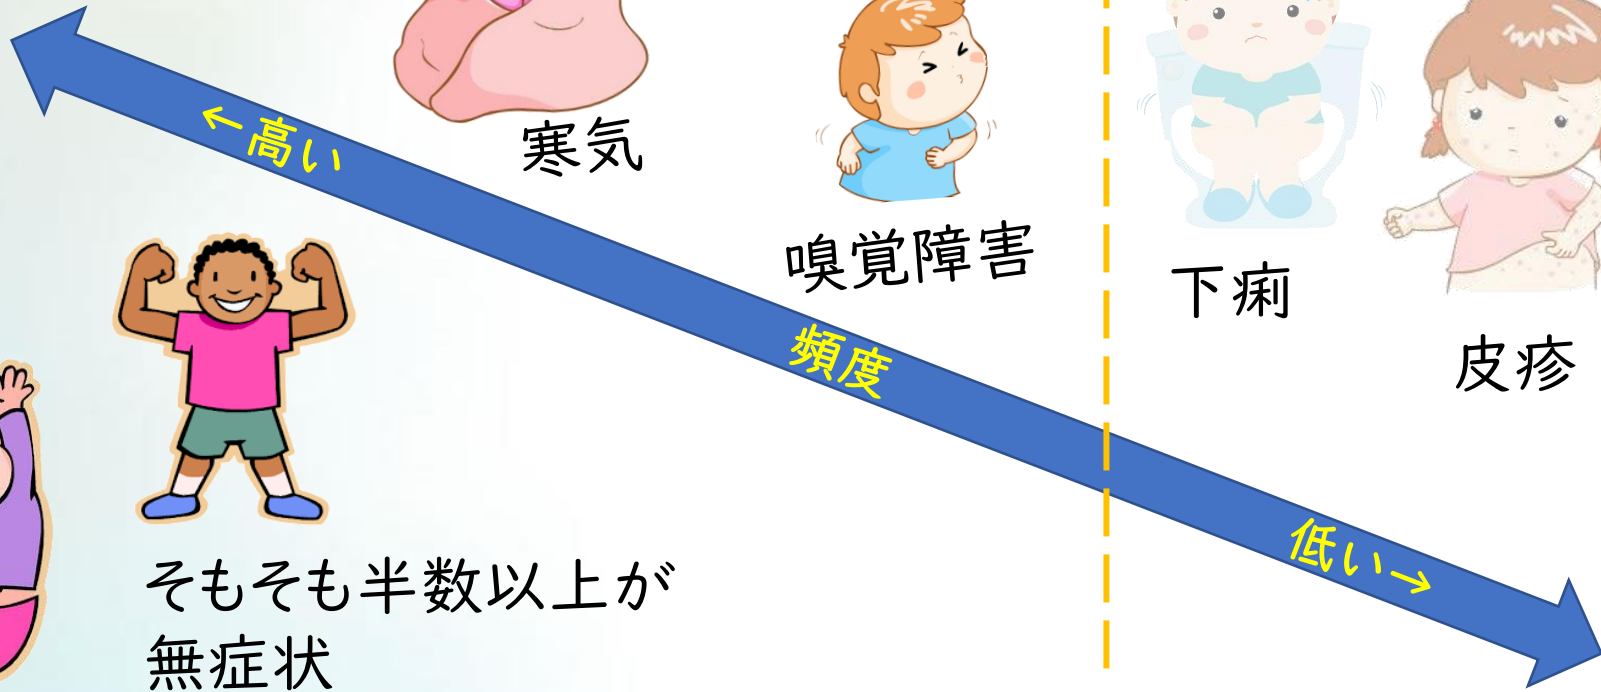 ←高い
寒気
嗅覚障害
下痢
皮疹
頻度
低い→
そもそも半数以上が
無症状